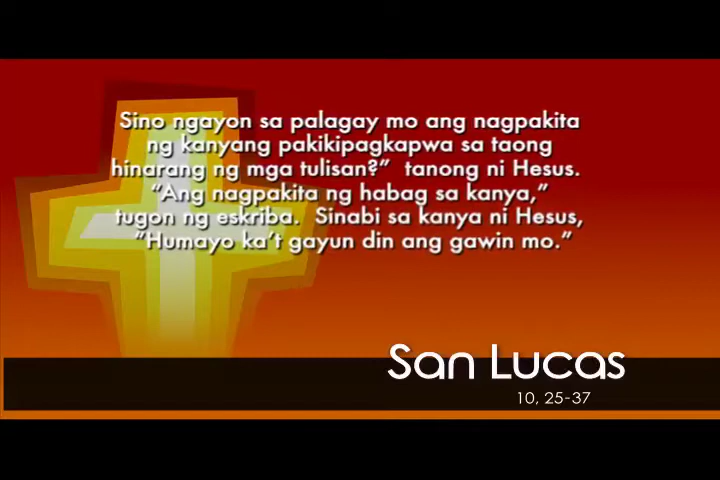 Sino ngayon sa palagay mo ang nagpakita
ng kanyang pakikipagkapwa sa taong
hinarang ng mga tulisan?” tanong ni Hesus.
“Ang nagpakita ng habag sa kanya,”
tugon ng eskriba. Sinabi sa kanya ni Hesus,
“Humayo ka’t gayun din ang gawin mo.”
San Lucas
10, 25-37